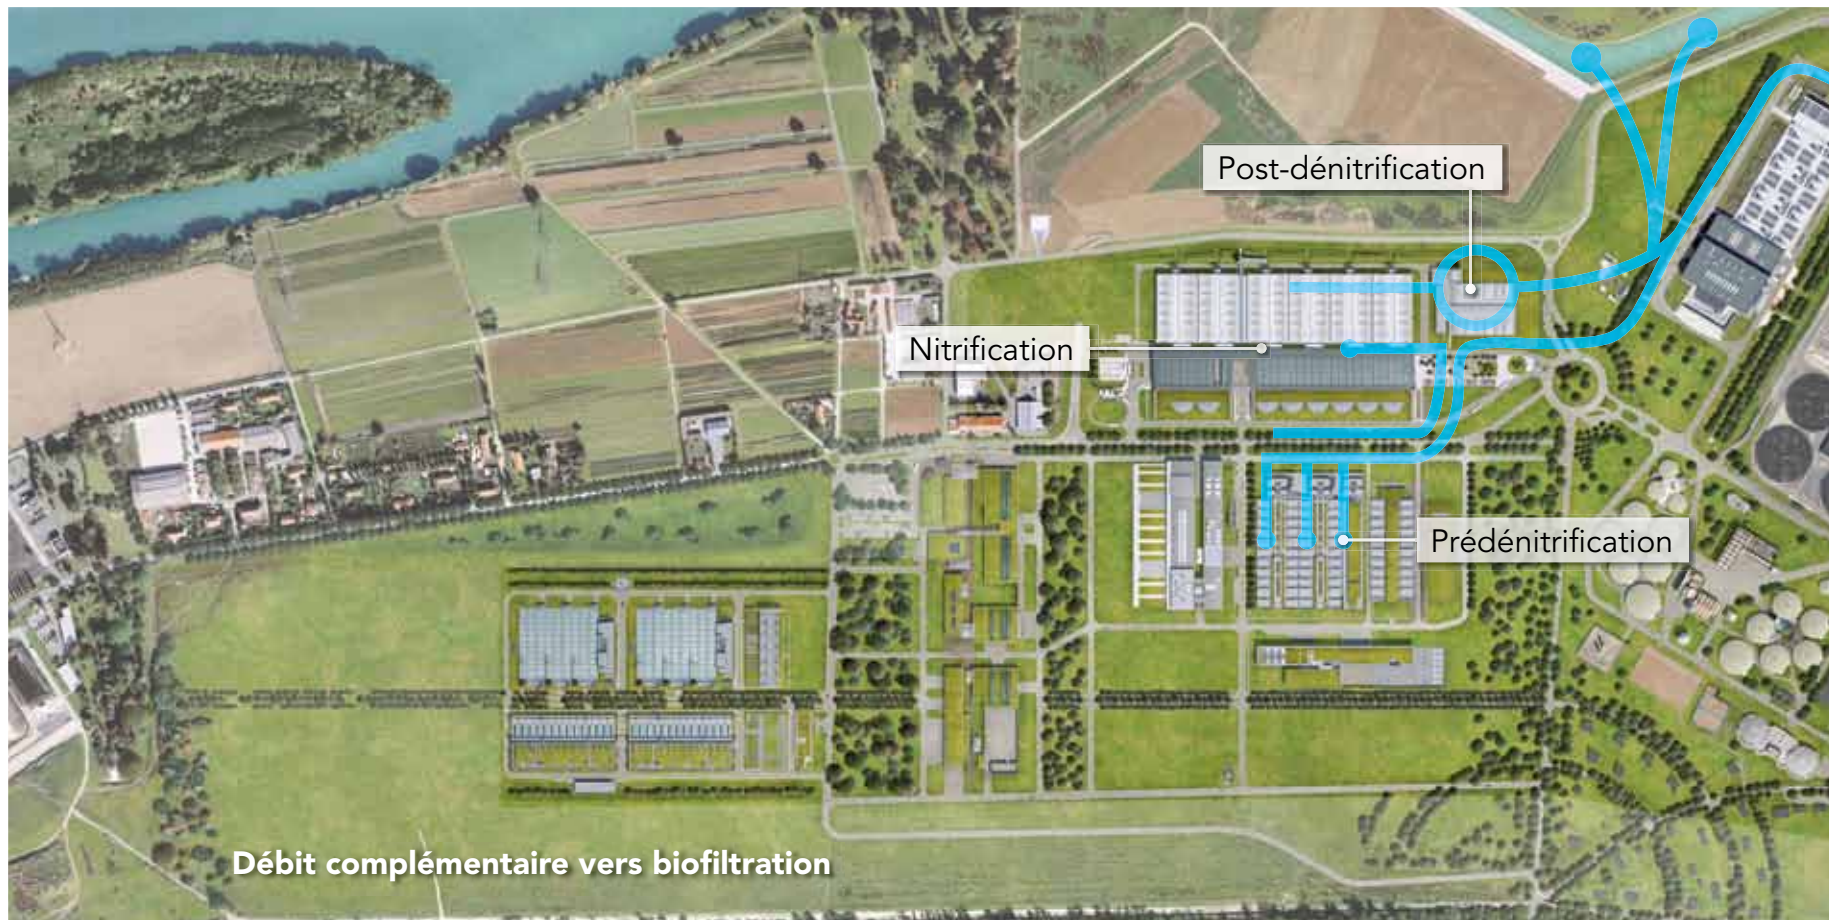 Post-dénitrification
Nitrification
Prédénitrification
Débit complémentaire vers biofiltration